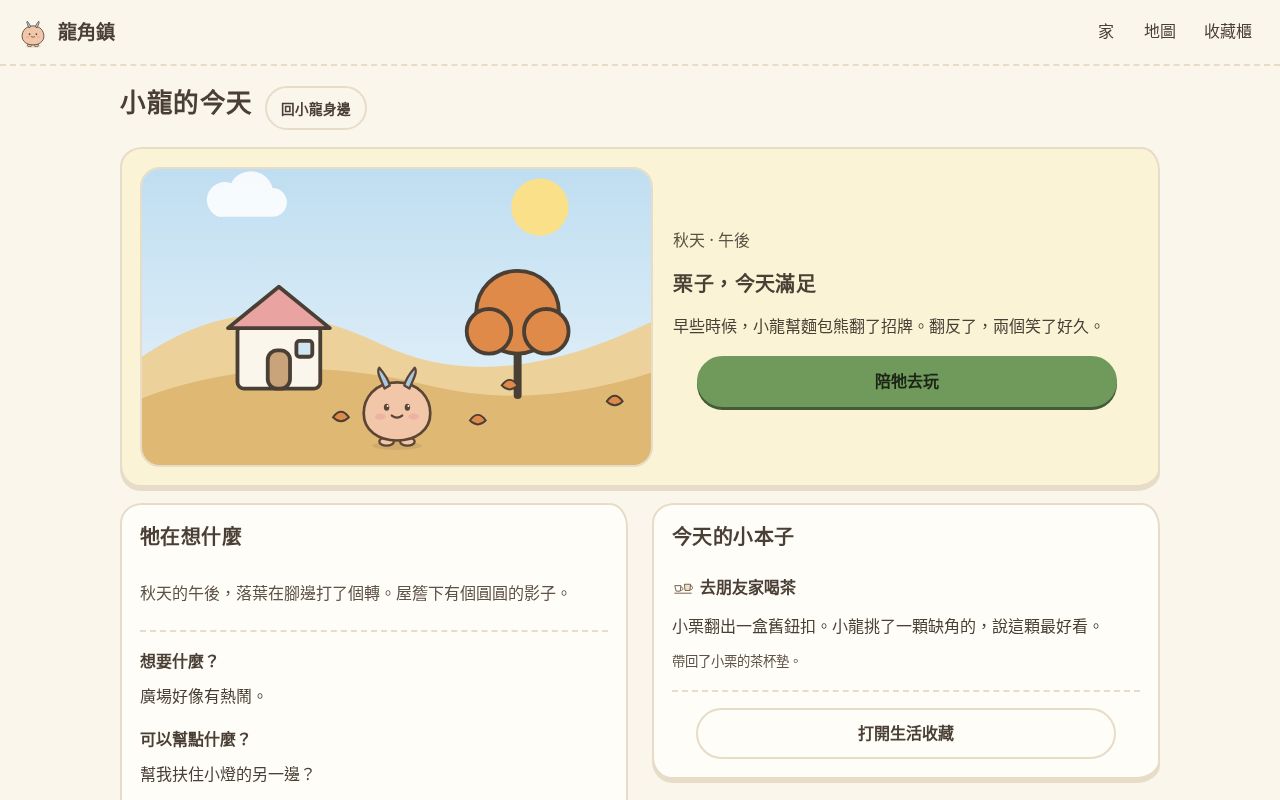 龍角鎮
家
地圖
收藏櫃
小龍的今天
回小龍身邊
秋天 · 午後
栗子，今天滿足
早些時候，小龍幫麵包熊翻了招牌。翻反了，兩個笑了好久。
陪牠去玩
牠在想什麼
秋天的午後，落葉在腳邊打了個轉。屋簷下有個圓圓的影子。
想要什麼？
廣場好像有熱鬧。
可以幫點什麼？
幫我扶住小燈的另一邊？
今天的小本子
去朋友家喝茶
小栗翻出一盒舊鈕扣。小龍挑了一顆缺角的，說這顆最好看。
帶回了小栗的茶杯墊。
打開生活收藏